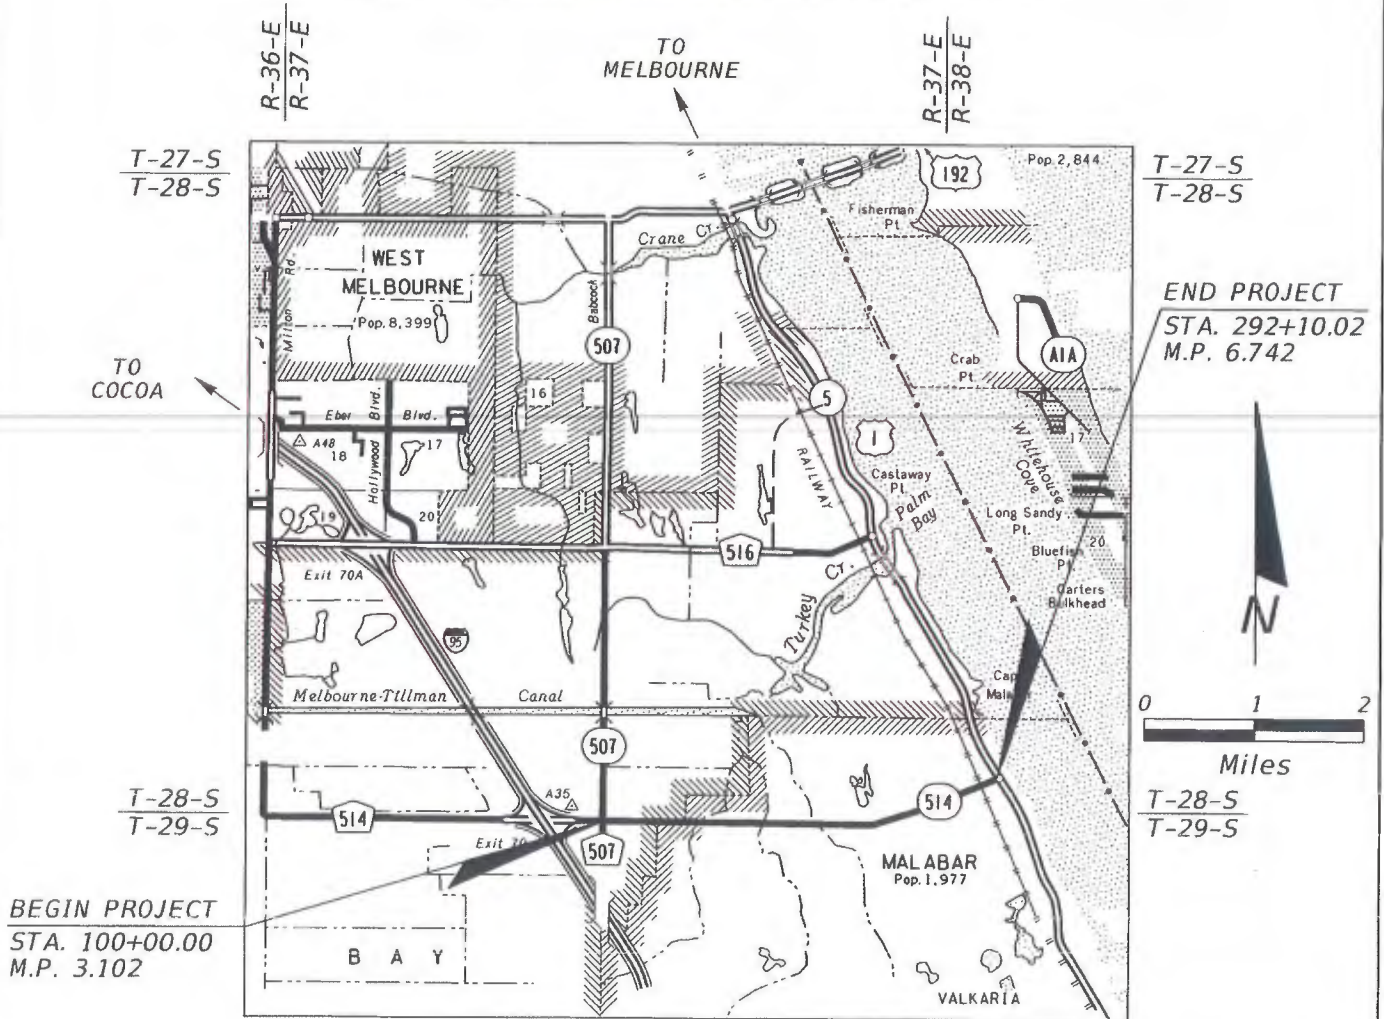 R-36-E
R-37-E
TO
MELBOURNE
R-37-E
R-38-E
T-27-S
T-28-S
T-27-S
T-28-S
192
Pop. 2,844
Fisherman
Pt.
Crane Cr.
WEST
MELBOURNE
Pop. 8,399
Milton Rd
Babcock
507
END PROJECT
STA. 292+10.02
M.P. 6.742
TO
COCOA
A1A
Crab
Pt.
5
1
16
Eber Blvd.
Hollywood Blvd.
A48
18
17
17
Whitehouse
Cove
RAILWAY
Castaway
Pt.
Palm
Bay
Long Sandy
Pt.
19
20
20
516
Bluefish
Pt.
Carters
Bulkhead
Exit 70A
Turkey Cr.
95
N
Melbourne-Tillman Canal
Cape
0 1 2
Miles
507
T-28-S
T-29-S
514
A35
514
T-28-S
T-29-S
Exit 70
507
MALABAR
Pop. 1,977
BEGIN PROJECT
STA. 100+00.00
M.P. 3.102
B A Y
VALKARIA